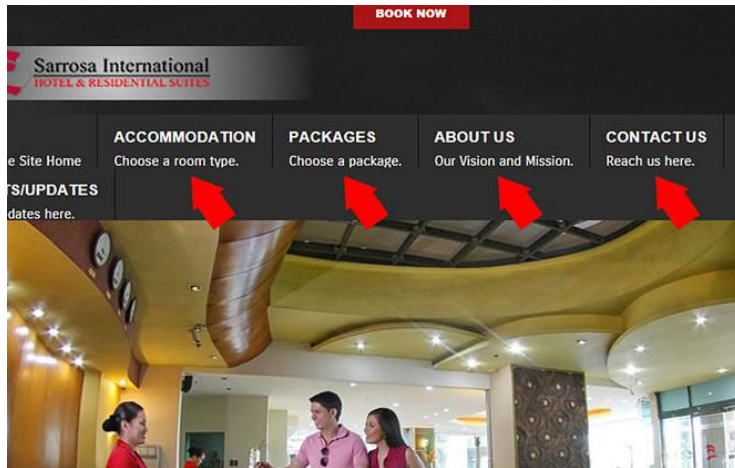 BOOK NOW
Sarrosa International
HOTEL & RESIDENTIAL SUITES
ACCOMMODATION
Choose a room type.
PACKAGES
Choose a package.
ABOUT US
Our Vision and Mission.
CONTACT US
Reach us here.
Site Home
TS/UPDATES
dates here.